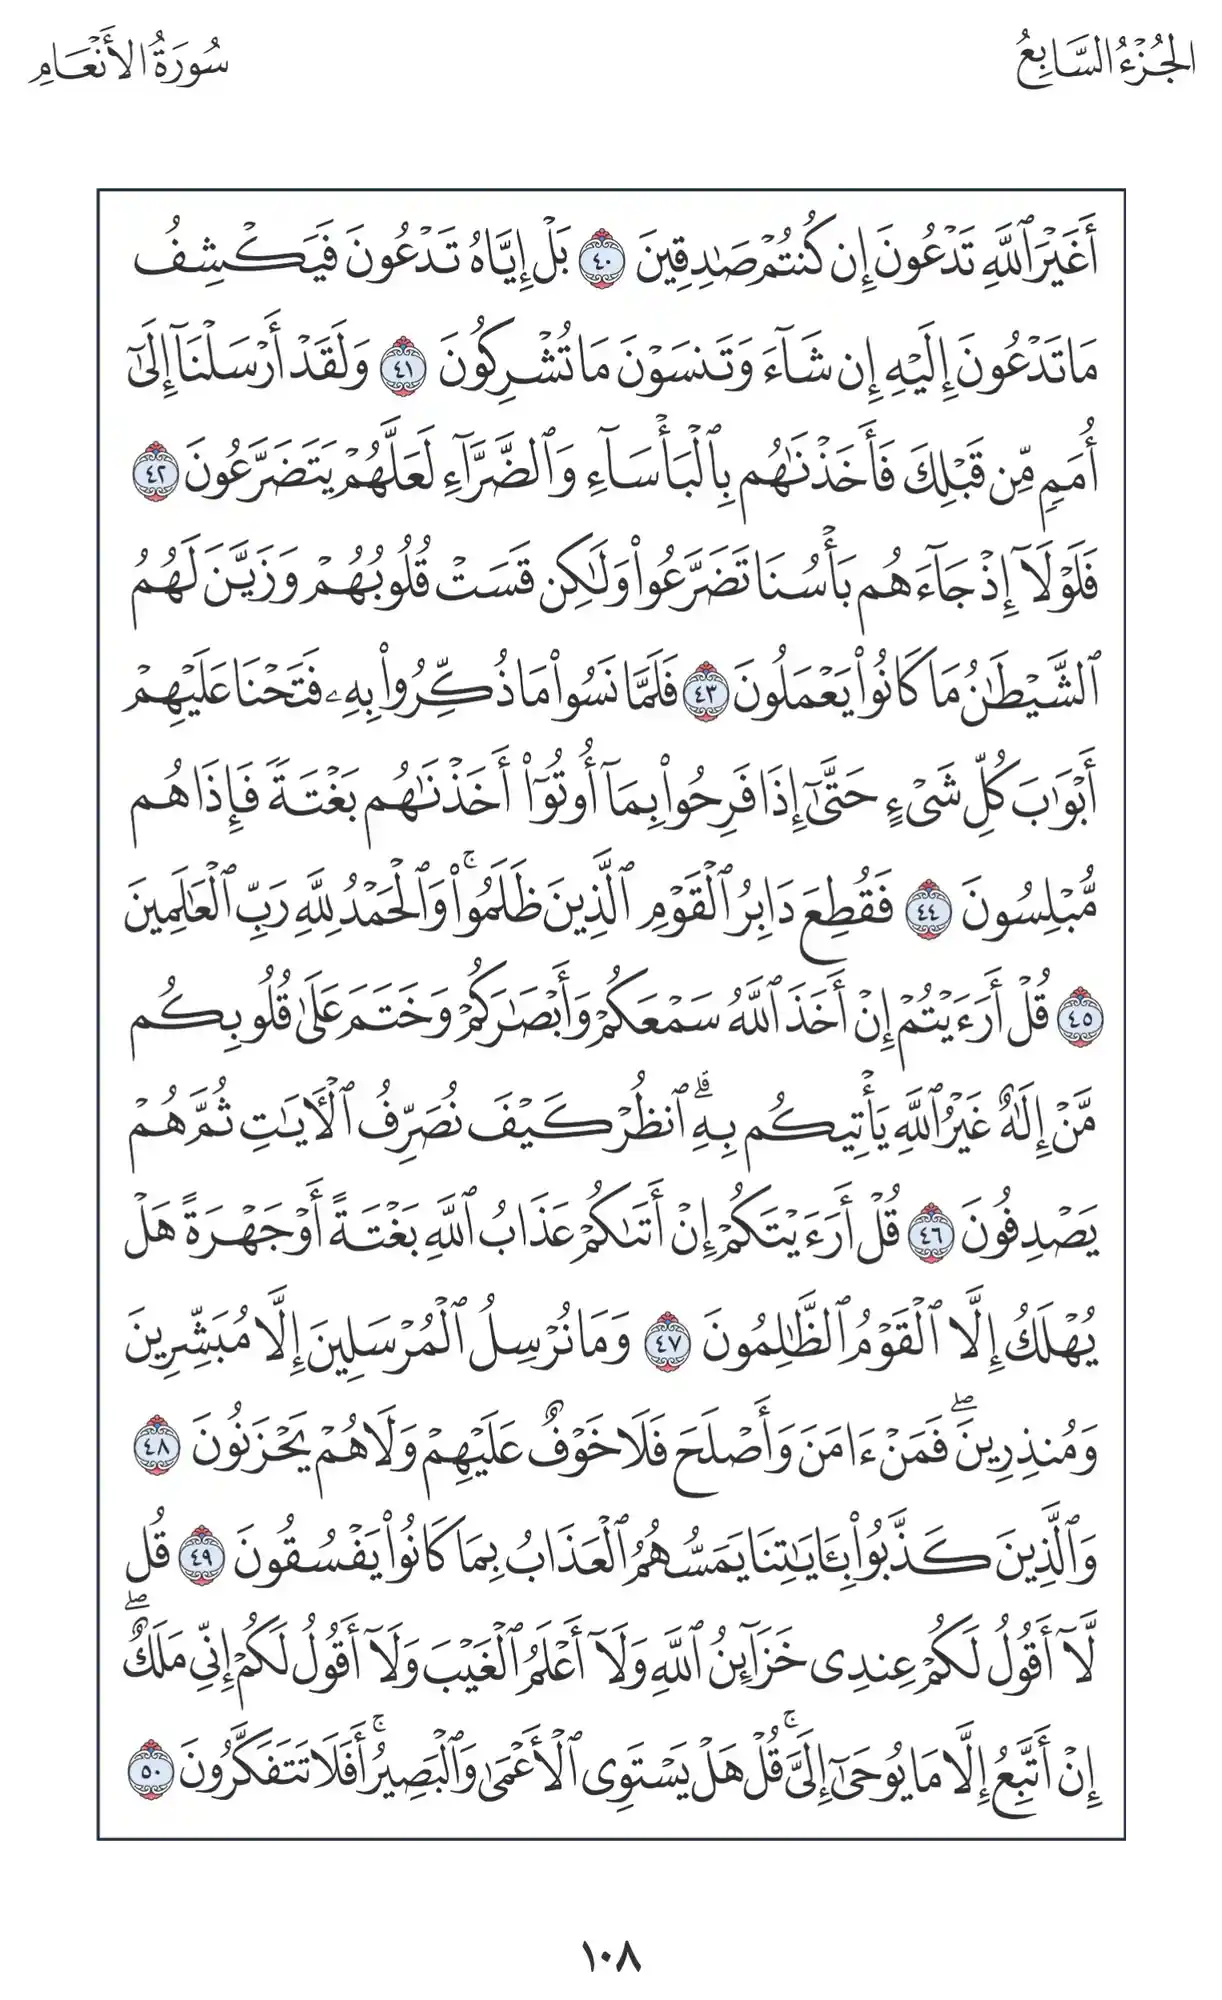 الجُزْءُ السَّابِعُ
سُورَةُ الأَنْعَامِ
أَغَيْرَ ٱللَّهِ تَدْعُونَ إِن كُنتُمْ صَٰدِقِينَ ٤٠ بَلْ إِيَّاهُ تَدْعُونَ فَيَكْشِفُ
مَا تَدْعُونَ إِلَيْهِ إِن شَآءَ وَتَنسَوْنَ مَا تُشْرِكُونَ ٤١ وَلَقَدْ أَرْسَلْنَآ إِلَىٰٓ
أُمَمٍ مِّن قَبْلِكَ فَأَخَذْنَٰهُم بِٱلْبَأْسَآءِ وَٱلضَّرَّآءِ لَعَلَّهُمْ يَتَضَرَّعُونَ ٤٢
فَلَوْلَآ إِذْ جَآءَهُم بَأْسُنَا تَضَرَّعُوا۟ وَلَٰكِن قَسَتْ قُلُوبُهُمْ وَزَيَّنَ لَهُمُ
ٱلشَّيْطَٰنُ مَا كَانُوا۟ يَعْمَلُونَ ٤٣ فَلَمَّا نَسُوا۟ مَا ذُكِّرُوا۟ بِهِۦ فَتَحْنَا عَلَيْهِمْ
أَبْوَٰبَ كُلِّ شَىْءٍ حَتَّىٰٓ إِذَا فَرِحُوا۟ بِمَآ أُوتُوٓا۟ أَخَذْنَٰهُم بَغْتَةً فَإِذَا هُم
مُّبْلِسُونَ ٤٤ فَقُطِعَ دَابِرُ ٱلْقَوْمِ ٱلَّذِينَ ظَلَمُوا۟ۚ وَٱلْحَمْدُ لِلَّهِ رَبِّ ٱلْعَٰلَمِينَ
٤٥ قُلْ أَرَءَيْتُمْ إِنْ أَخَذَ ٱللَّهُ سَمْعَكُمْ وَأَبْصَٰرَكُمْ وَخَتَمَ عَلَىٰ قُلُوبِكُم
مَّنْ إِلَٰهٌ غَيْرُ ٱللَّهِ يَأْتِيكُم بِهِۗ ٱنظُرْ كَيْفَ نُصَرِّفُ ٱلْـَٔايَٰتِ ثُمَّ هُمْ
يَصْدِفُونَ ٤٦ قُلْ أَرَءَيْتَكُمْ إِنْ أَتَىٰكُمْ عَذَابُ ٱللَّهِ بَغْتَةً أَوْ جَهْرَةً هَلْ
يُهْلَكُ إِلَّا ٱلْقَوْمُ ٱلظَّٰلِمُونَ ٤٧ وَمَا نُرْسِلُ ٱلْمُرْسَلِينَ إِلَّا مُبَشِّرِينَ
وَمُنذِرِينَۖ فَمَنْ ءَامَنَ وَأَصْلَحَ فَلَا خَوْفٌ عَلَيْهِمْ وَلَا هُمْ يَحْزَنُونَ ٤٨
وَٱلَّذِينَ كَذَّبُوا۟ بِـَٔايَٰتِنَا يَمَسُّهُمُ ٱلْعَذَابُ بِمَا كَانُوا۟ يَفْسُقُونَ ٤٩ قُل
لَّآ أَقُولُ لَكُمْ عِندِى خَزَآئِنُ ٱللَّهِ وَلَآ أَعْلَمُ ٱلْغَيْبَ وَلَآ أَقُولُ لَكُمْ إِنِّى مَلَكٌۖ
إِنْ أَتَّبِعُ إِلَّا مَا يُوحَىٰٓ إِلَىَّۚ قُلْ هَلْ يَسْتَوِى ٱلْأَعْمَىٰ وَٱلْبَصِيرُۚ أَفَلَا تَتَفَكَّرُونَ ٥٠
١٠٨